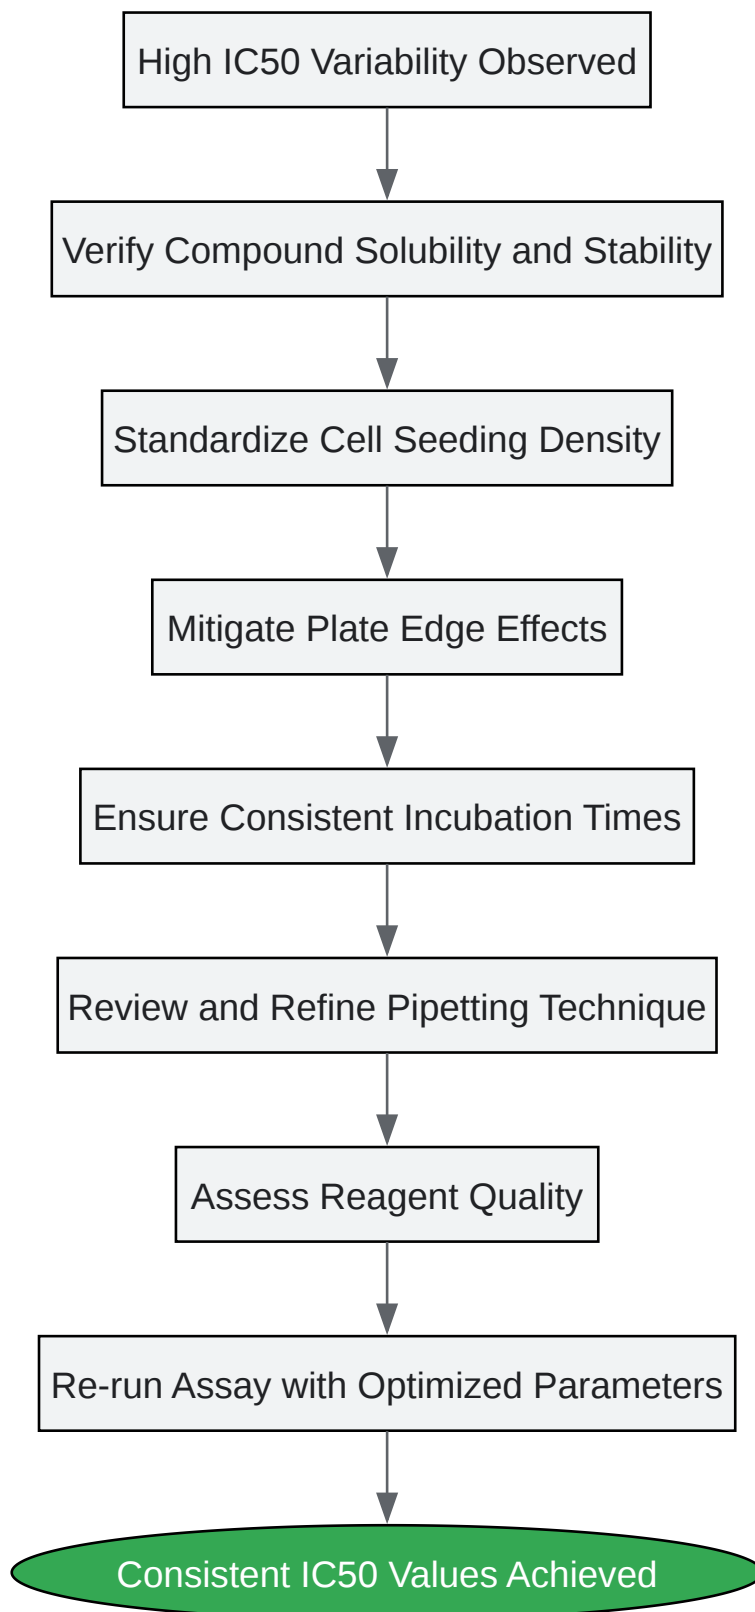 High IC50 Variability Observed
Verify Compound Solubility and Stability
Standardize Cell Seeding Density
Mitigate Plate Edge Effects
Ensure Consistent Incubation Times
Review and Refine Pipetting Technique
Assess Reagent Quality
Re-run Assay with Optimized Parameters
Consistent IC50 Values Achieved